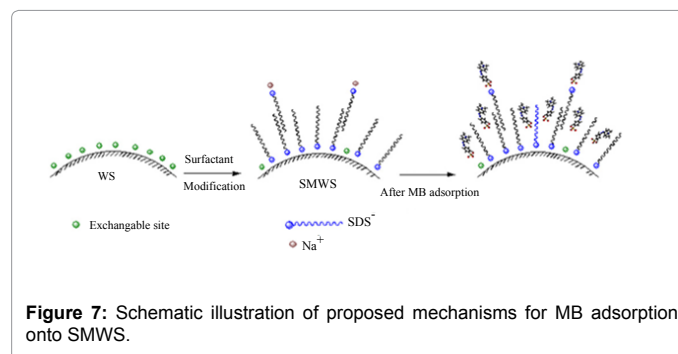 Surfactant
Modification
WS
SMWS
After MB adsorption
Exchangable site
SDS-
Na+
Figure 7: Schematic illustration of proposed mechanisms for MB adsorption
onto SMWS.